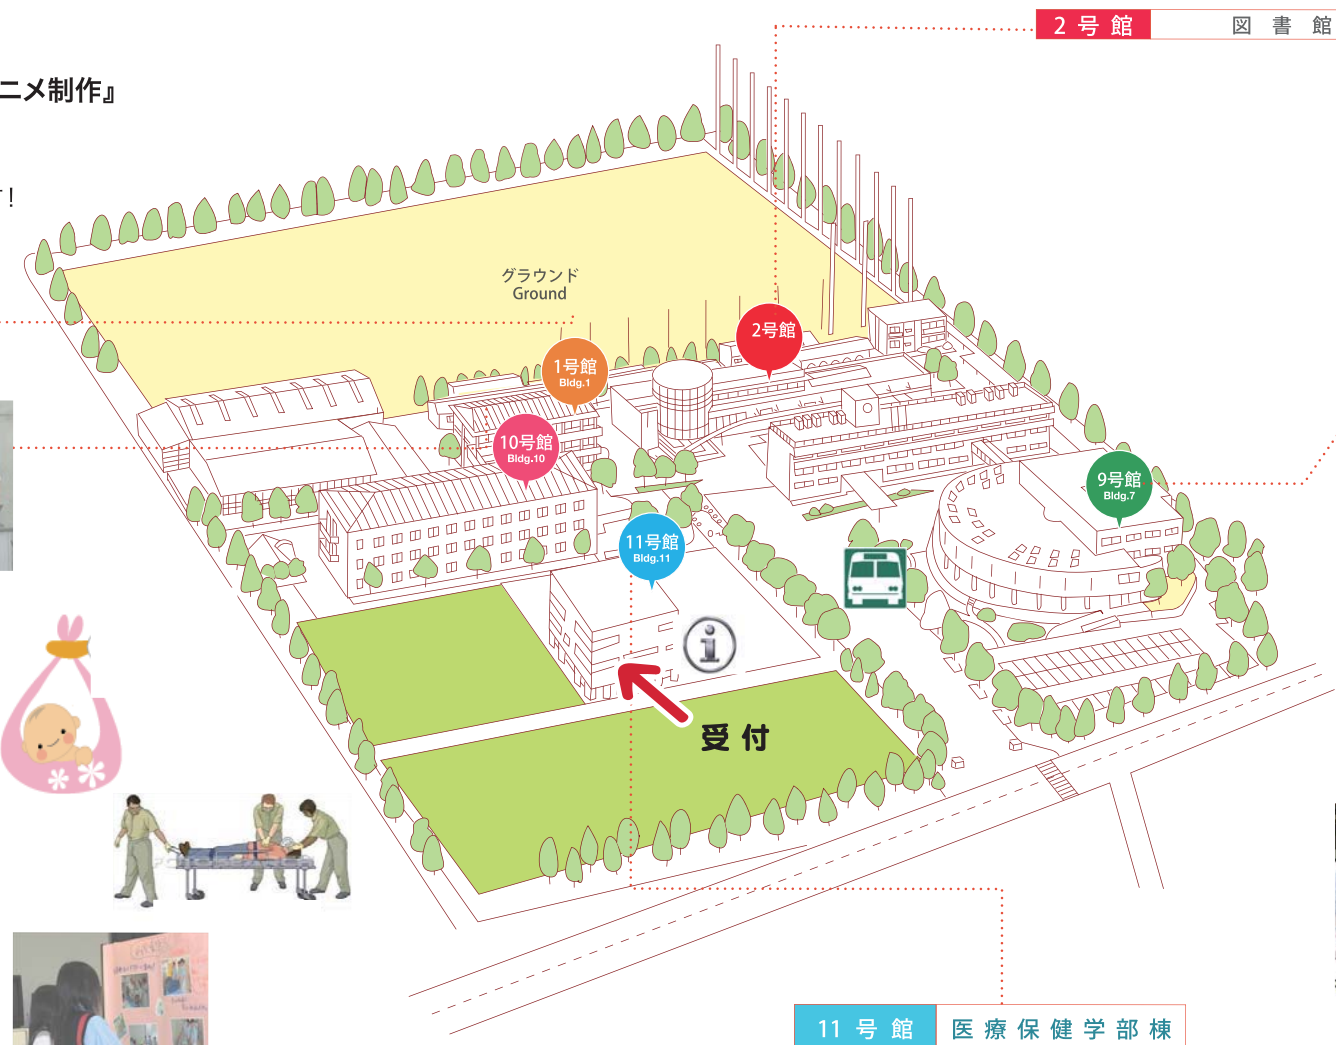 2号館 図書館
ニメ制作』
!
グラウンド
Ground
2号館
1号館
Bldg.1
10号館
Bldg.10
9号館
Bldg.7
11号館
Bldg.11
i
受付
11号館 医療保健学部棟